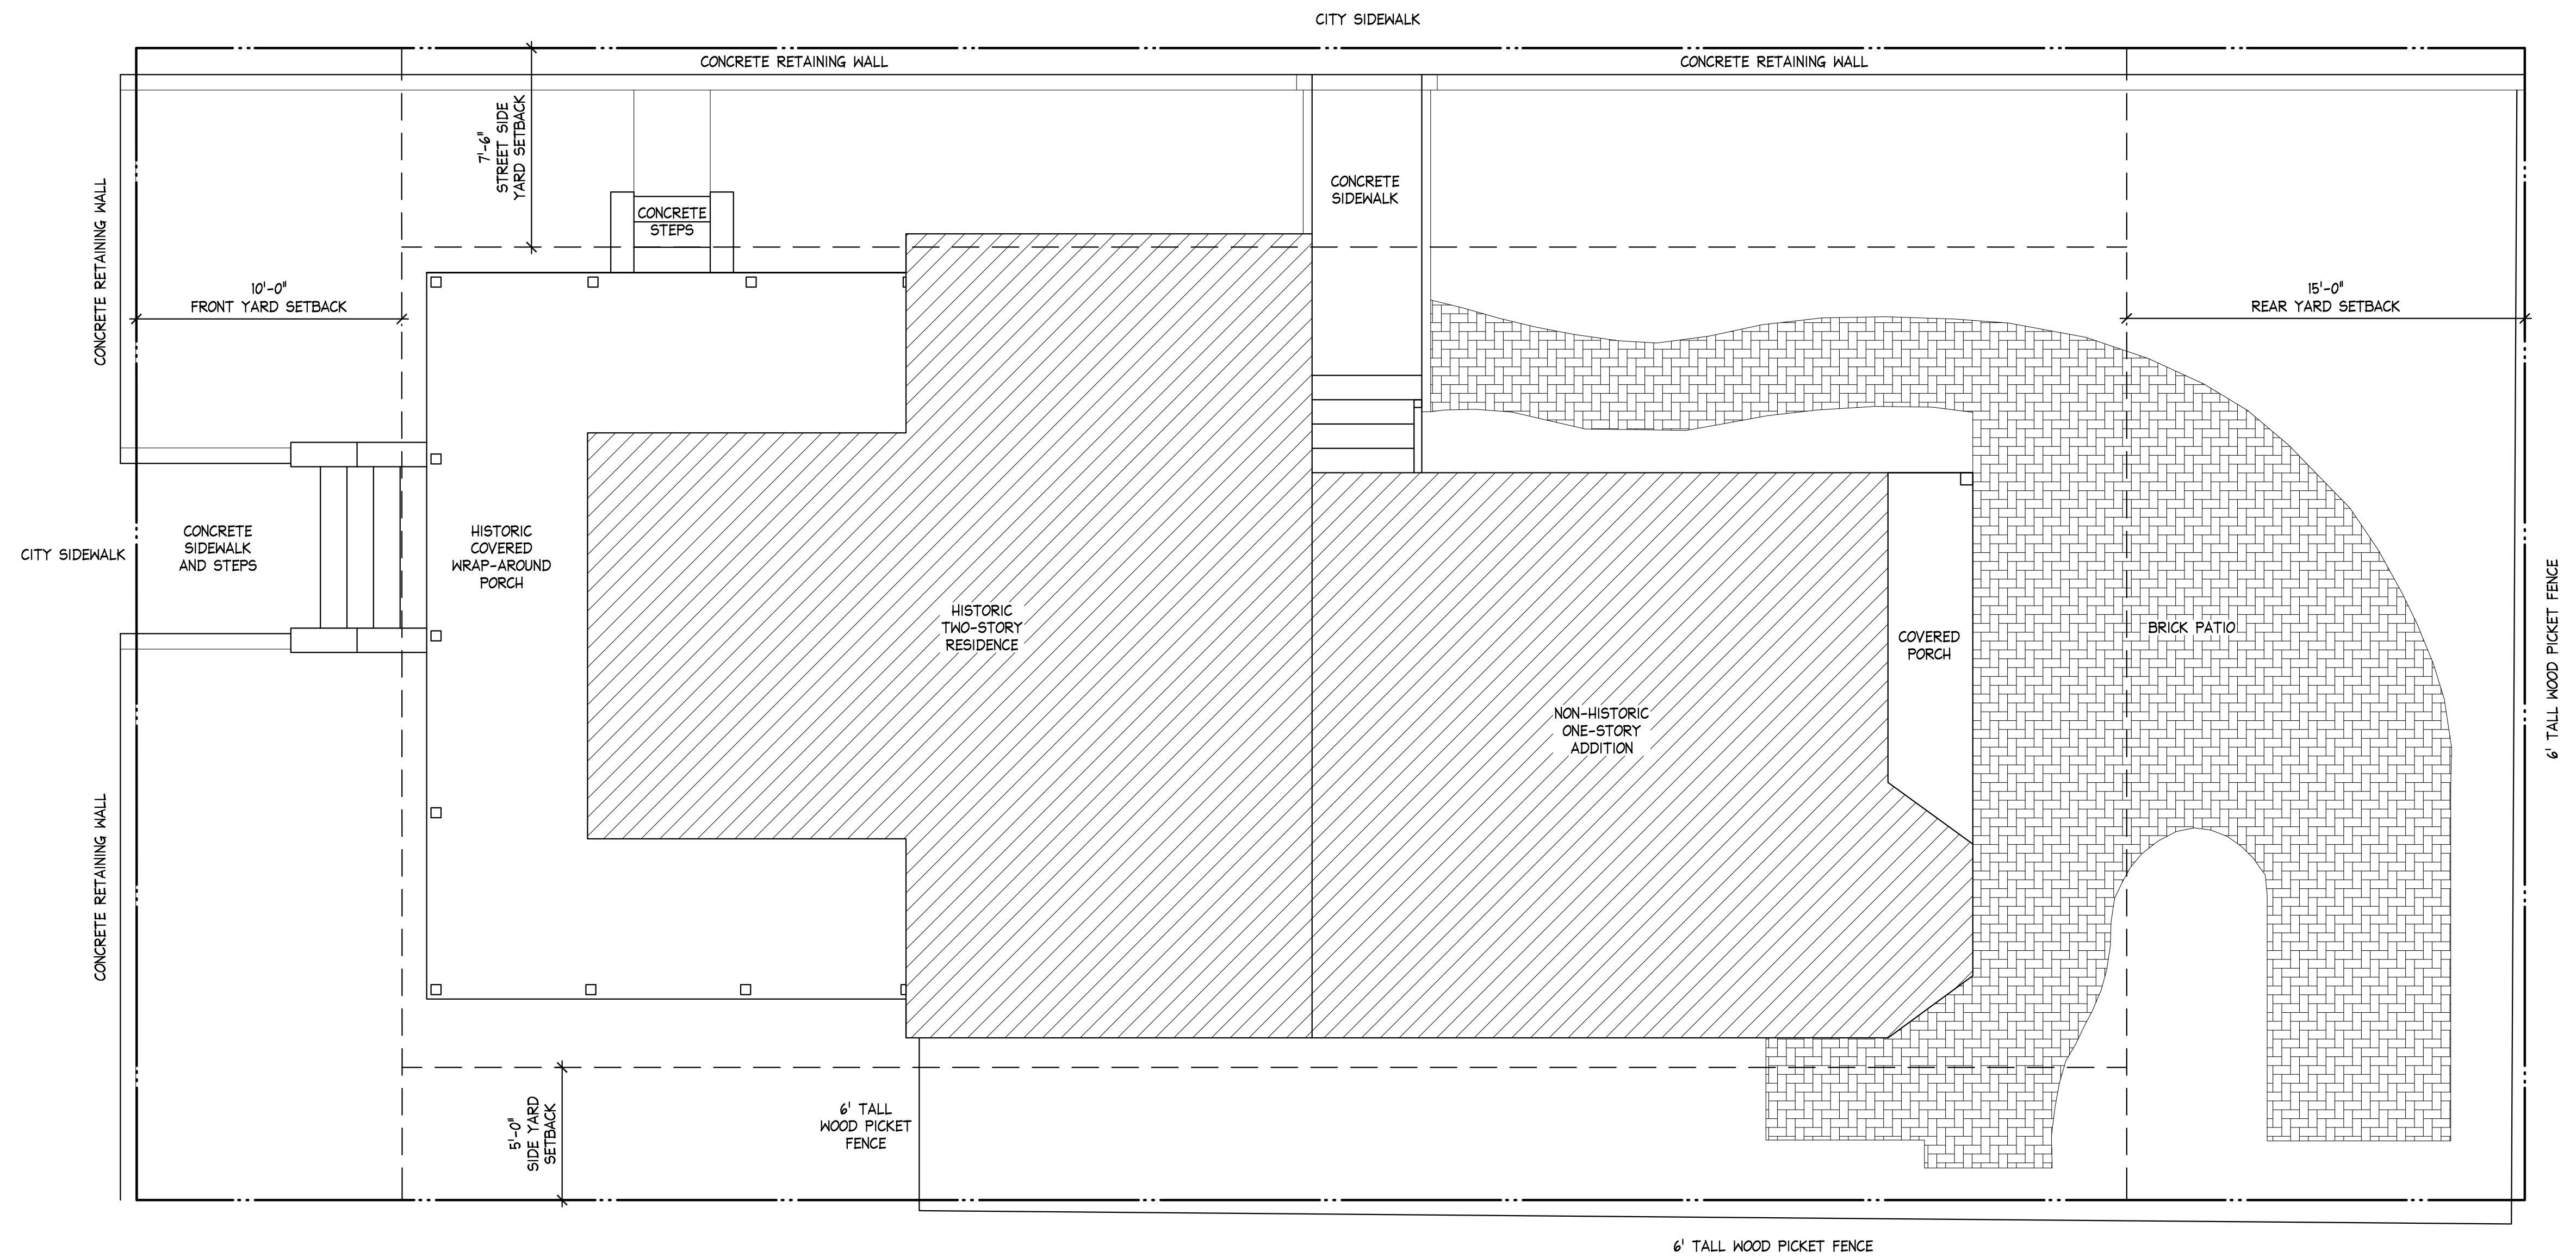 CITY SIDEWALK
CONCRETE RETAINING WALL
CONCRETE RETAINING WALL
7'-6"
STREET SIDE
YARD SETBACK
CONCRETE RETAINING WALL
CONCRETE
SIDEWALK
CONCRETE
STEPS
10'-0"
FRONT YARD SETBACK
15'-0"
REAR YARD SETBACK
CITY SIDEWALK
CONCRETE
SIDEWALK
AND STEPS
HISTORIC
COVERED
WRAP-AROUND
PORCH
HISTORIC
TWO-STORY
RESIDENCE
COVERED
PORCH
BRICK PATIO
6' TALL WOOD PICKET FENCE
NON-HISTORIC
ONE-STORY
ADDITION
CONCRETE RETAINING WALL
5'-0"
SIDE YARD
SETBACK
6' TALL
WOOD PICKET
FENCE
6' TALL WOOD PICKET FENCE